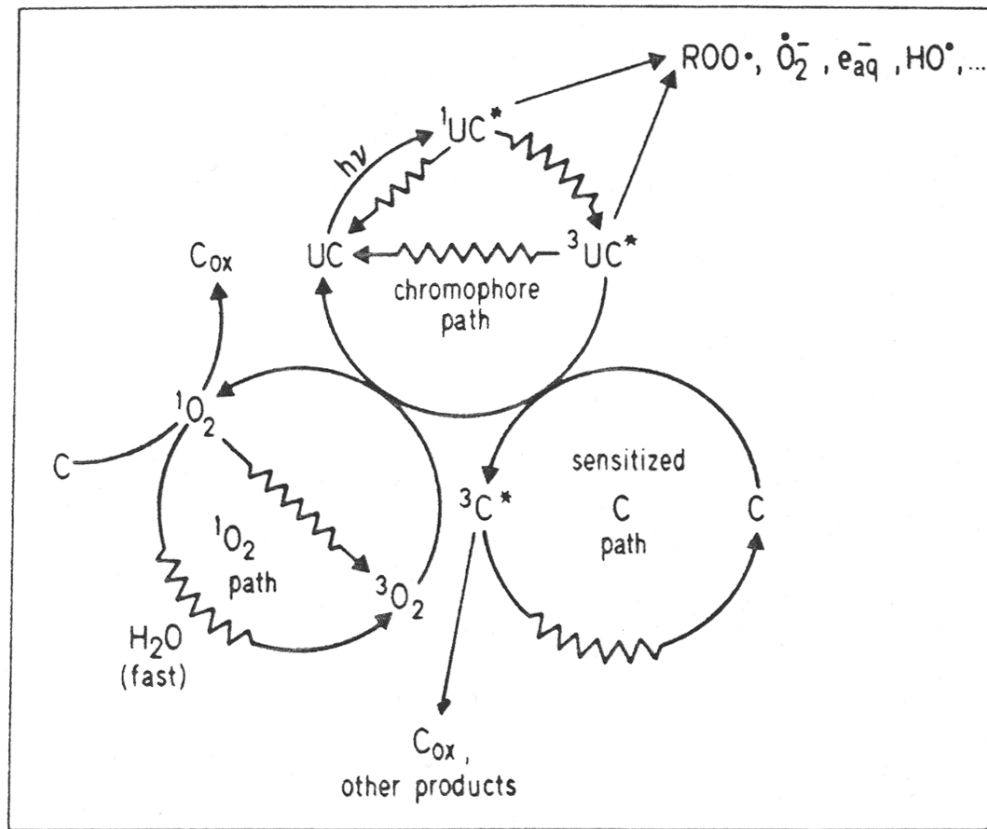 ROO•, Ȯ₂⁻, e⁻aq, HO•, ...
¹UC*
hν
UC
³UC*
chromophore
path
Cox
¹O₂
C
¹O₂
path
³O₂
H₂O
(fast)
³C*
sensitized
C
path
C
Cox,
other products